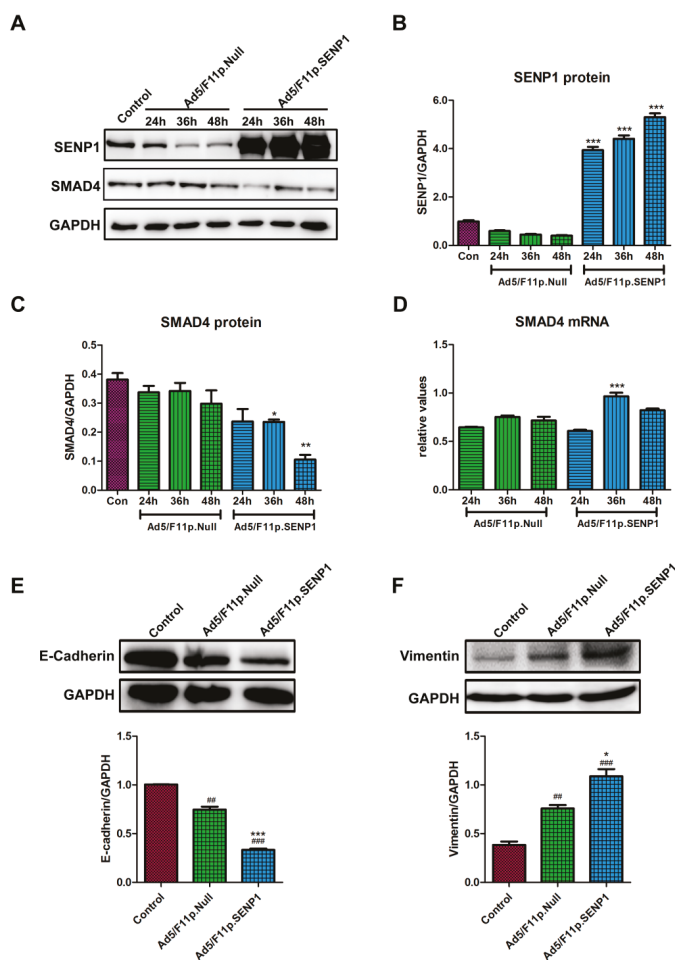 A
Control
Ad5/F11p.Null
Ad5/F11p.SENP1
24h 36h 48h 24h 36h 48h
SENP1
SMAD4
GAPDH
B
SENP1 protein
SENP1/GAPDH
6.0
4.0
2.0
0.0
*** *** ***
Con 24h 36h 48h 24h 36h 48h
Ad5/F11p.Null Ad5/F11p.SENP1
C
SMAD4 protein
SMAD4/GAPDH
0.5
0.4
0.3
0.2
0.1
0.0
* **
Con 24h 36h 48h 24h 36h 48h
Ad5/F11p.Null Ad5/F11p.SENP1
D
SMAD4 mRNA
relative values
1.5
1.0
0.5
0.0
***
24h 36h 48h 24h 36h 48h
Ad5/F11p.Null Ad5/F11p.SENP1
E
Control
Ad5/F11p.Null
Ad5/F11p.SENP1
E-Cadherin
GAPDH
E-cadherin/GAPDH
1.5
1.0
0.5
0.0
##
***
###
Control
Ad5/F11p.Null
Ad5/F11p.SENP1
F
Control
Ad5/F11p.Null
Ad5/F11p.SENP1
Vimentin
GAPDH
Vimentin/GAPDH
1.5
1.0
0.5
0.0
##
*
###
Control
Ad5/F11p.Null
Ad5/F11p.SENP1